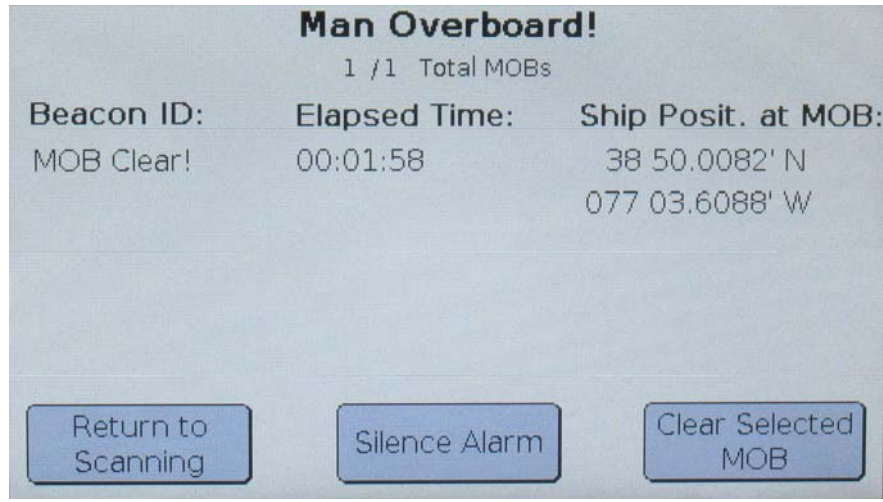 Man Overboard!
1 /1 Total MOBs
Beacon ID: Elapsed Time: Ship Posit. at MOB:
MOB Clear! 00:01:58 38 50.0082' N
077 03.6088' W
Return to
Scanning
Silence Alarm
Clear Selected
MOB